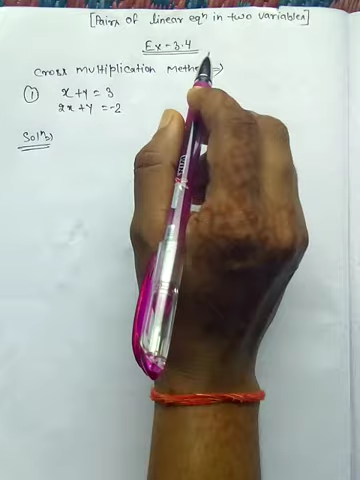 [Pairs of linear eqn in two variables]
Ex-3.4
Cross Multiplication Method⇒
① x+y = 3
2x+y = -2
Soln⇒